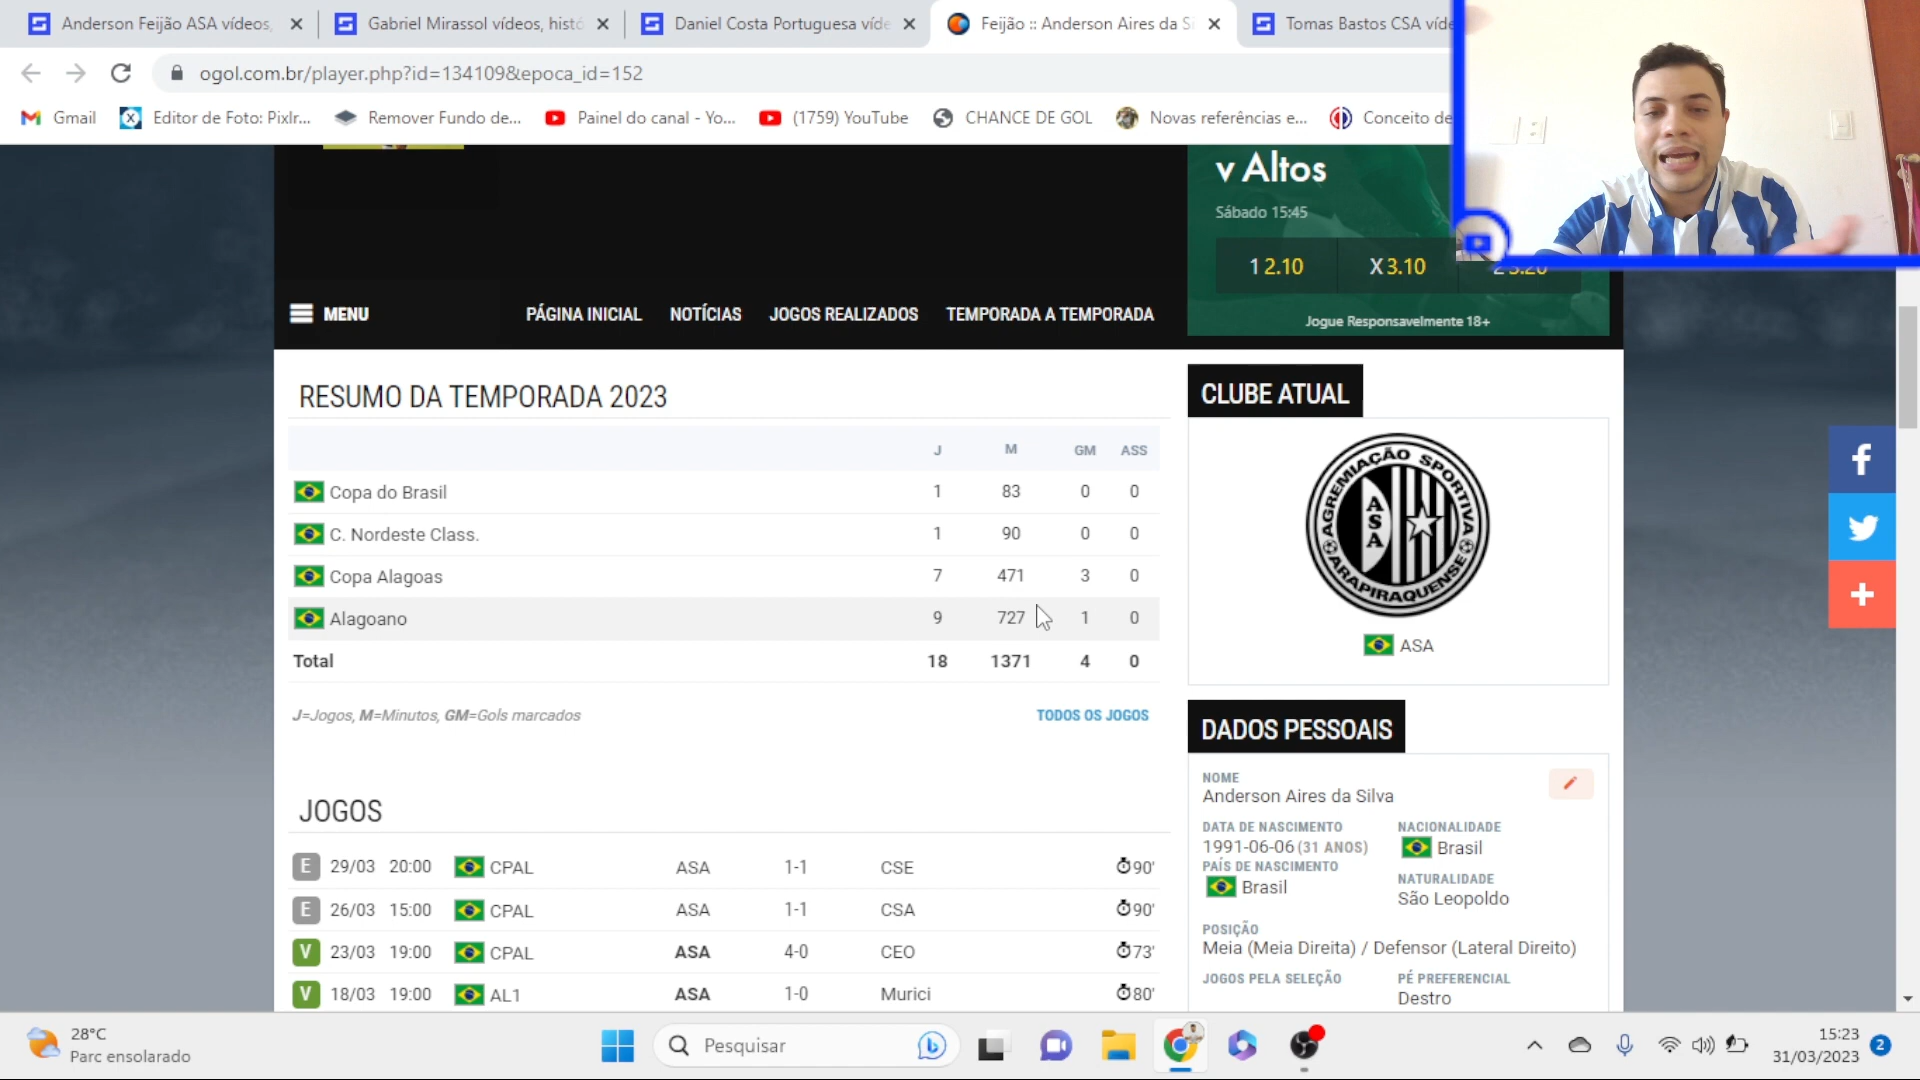 Anderson Feijão ASA vídeos,
Gabriel Mirassol vídeos, histó
Daniel Costa Portuguesa víde
Feijão :: Anderson Aires da Si
Tomas Bastos CSA víde
ogol.com.br/player.php?id=134109&epoca_id=152
Gmail
Editor de Foto: Pixlr...
Remover Fundo de...
Painel do canal - Yo...
(1759) YouTube
CHANCE DE GOL
Novas referências e...
Conceito de
v Altos
Sábado 15:45
1 2.10
X 3.10
Jogue Responsavelmente 18+
MENU
PÁGINA INICIAL
NOTÍCIAS
JOGOS REALIZADOS
TEMPORADA A TEMPORADA
RESUMO DA TEMPORADA 2023
J M GM ASS
Copa do Brasil 1 83 0 0
C. Nordeste Class. 1 90 0 0
Copa Alagoas 7 471 3 0
Alagoano 9 727 1 0
Total 18 1371 4 0
J=Jogos, M=Minutos, GM=Gols marcados
TODOS OS JOGOS
JOGOS
E 29/03 20:00 CPAL ASA 1-1 CSE 90'
E 26/03 15:00 CPAL ASA 1-1 CSA 90'
V 23/03 19:00 CPAL ASA 4-0 CEO 73'
V 18/03 19:00 AL1 ASA 1-0 Murici 80'
CLUBE ATUAL
AGREMIAÇÃO SPORTIVA
ASA
ARAPIRAQUENSE
ASA
DADOS PESSOAIS
NOME
Anderson Aires da Silva
DATA DE NASCIMENTO
1991-06-06 (31 ANOS)
NACIONALIDADE
Brasil
PAÍS DE NASCIMENTO
Brasil
NATURALIDADE
São Leopoldo
POSIÇÃO
Meia (Meia Direita) / Defensor (Lateral Direito)
JOGOS PELA SELEÇÃO
PÉ PREFERENCIAL
Destro
28°C
Parc ensolarado
Pesquisar
15:23
31/03/2023
2